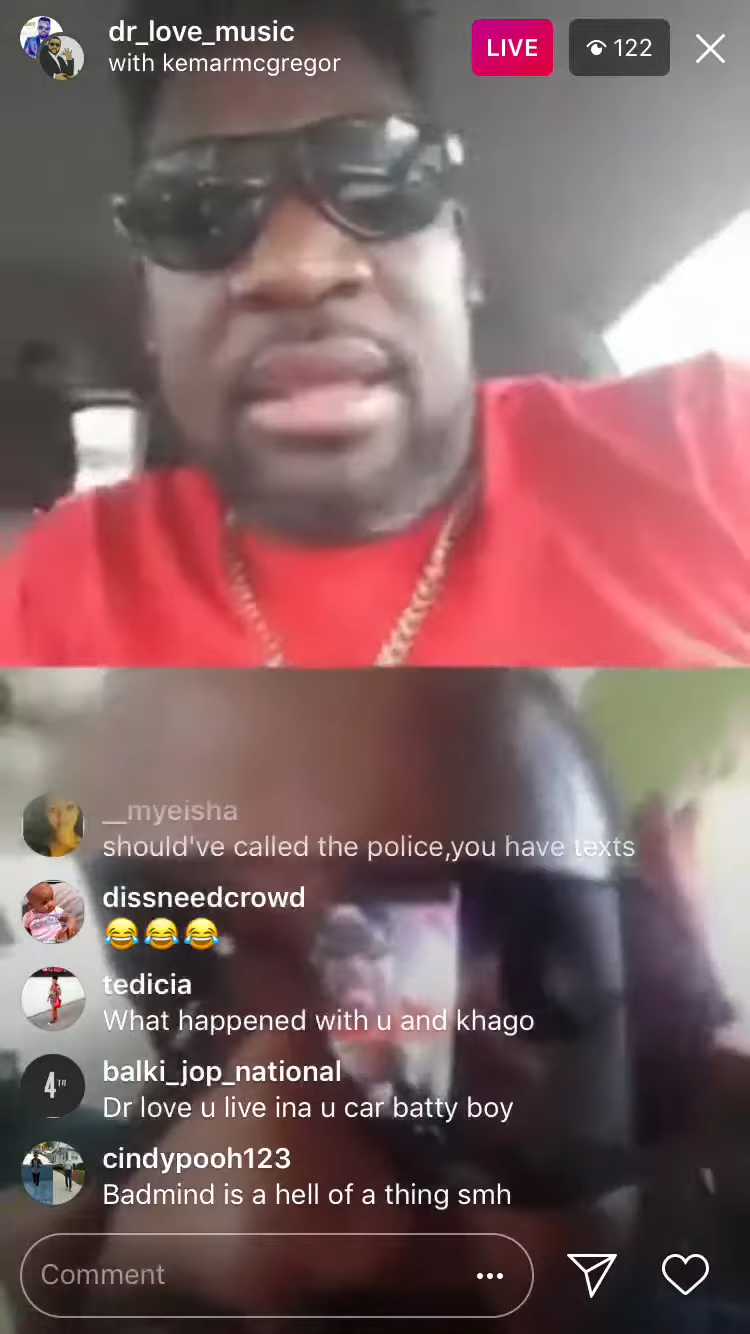 dr_love_music
with kemarmcgregor
LIVE
122
__myeisha
should've called the police,you have texts
dissneedcrowd
😂😂😂
tedicia
What happened with u and khago
4TH
balki_jop_national
Dr love u live ina u car batty boy
cindypooh123
Badmind is a hell of a thing smh
Comment